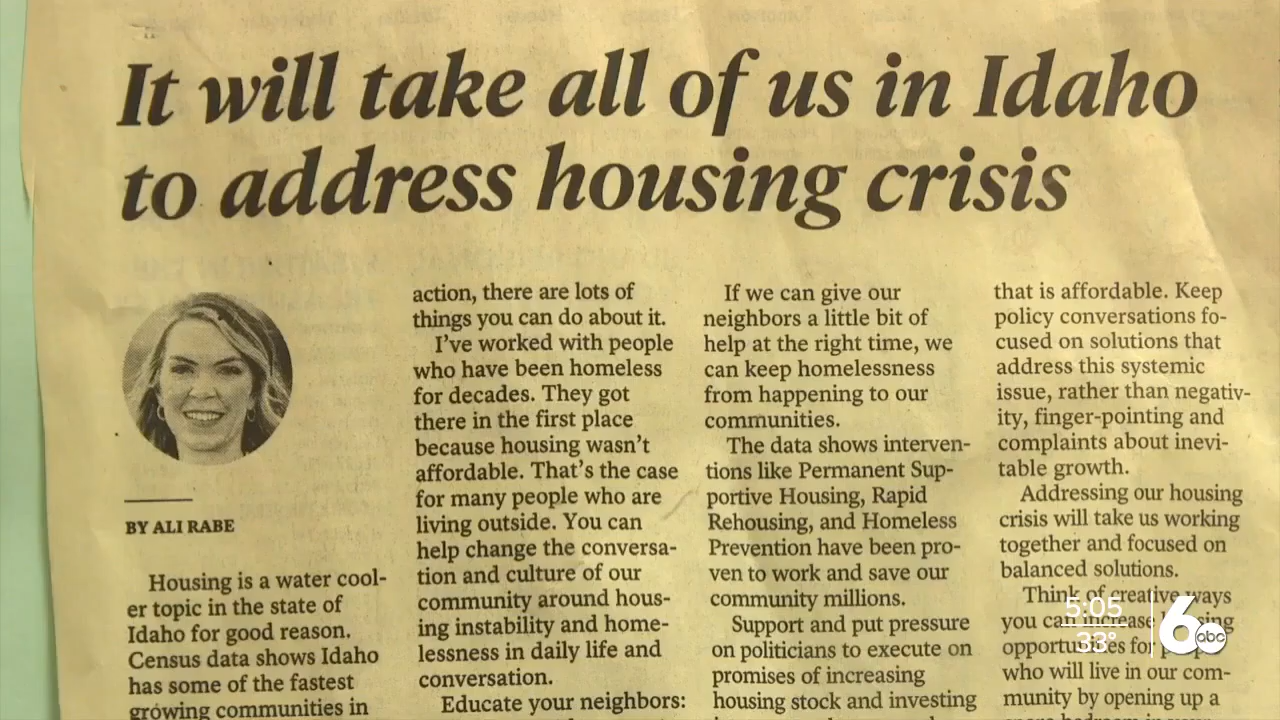 It will take all of us in Idaho
to address housing crisis
BY ALI RABE
Housing is a water cool-
er topic in the state of
Idaho for good reason.
Census data shows Idaho
has some of the fastest
growing communities in
action, there are lots of
things you can do about it.
I've worked with people
who have been homeless
for decades. They got
there in the first place
because housing wasn't
affordable. That's the case
for many people who are
living outside. You can
help change the conversa-
tion and culture of our
community around hous-
ing instability and home-
lessness in daily life and
conversation.
Educate your neighbors:
If we can give our
neighbors a little bit of
help at the right time, we
can keep homelessness
from happening to our
communities.
The data shows interven-
tions like Permanent Sup-
portive Housing, Rapid
Rehousing, and Homeless
Prevention have been pro-
ven to work and save our
community millions.
Support and put pressure
on politicians to execute on
promises of increasing
housing stock and investing
that is affordable. Keep
policy conversations fo-
cused on solutions that
address this systemic
issue, rather than negativ-
ity, finger-pointing and
complaints about inevi-
table growth.
Addressing our housing
crisis will take us working
together and focused on
balanced solutions.
Think of creative ways
you can increase
opportunities for
who will live in our com-
munity by opening up a
5:05
33°
6
abc